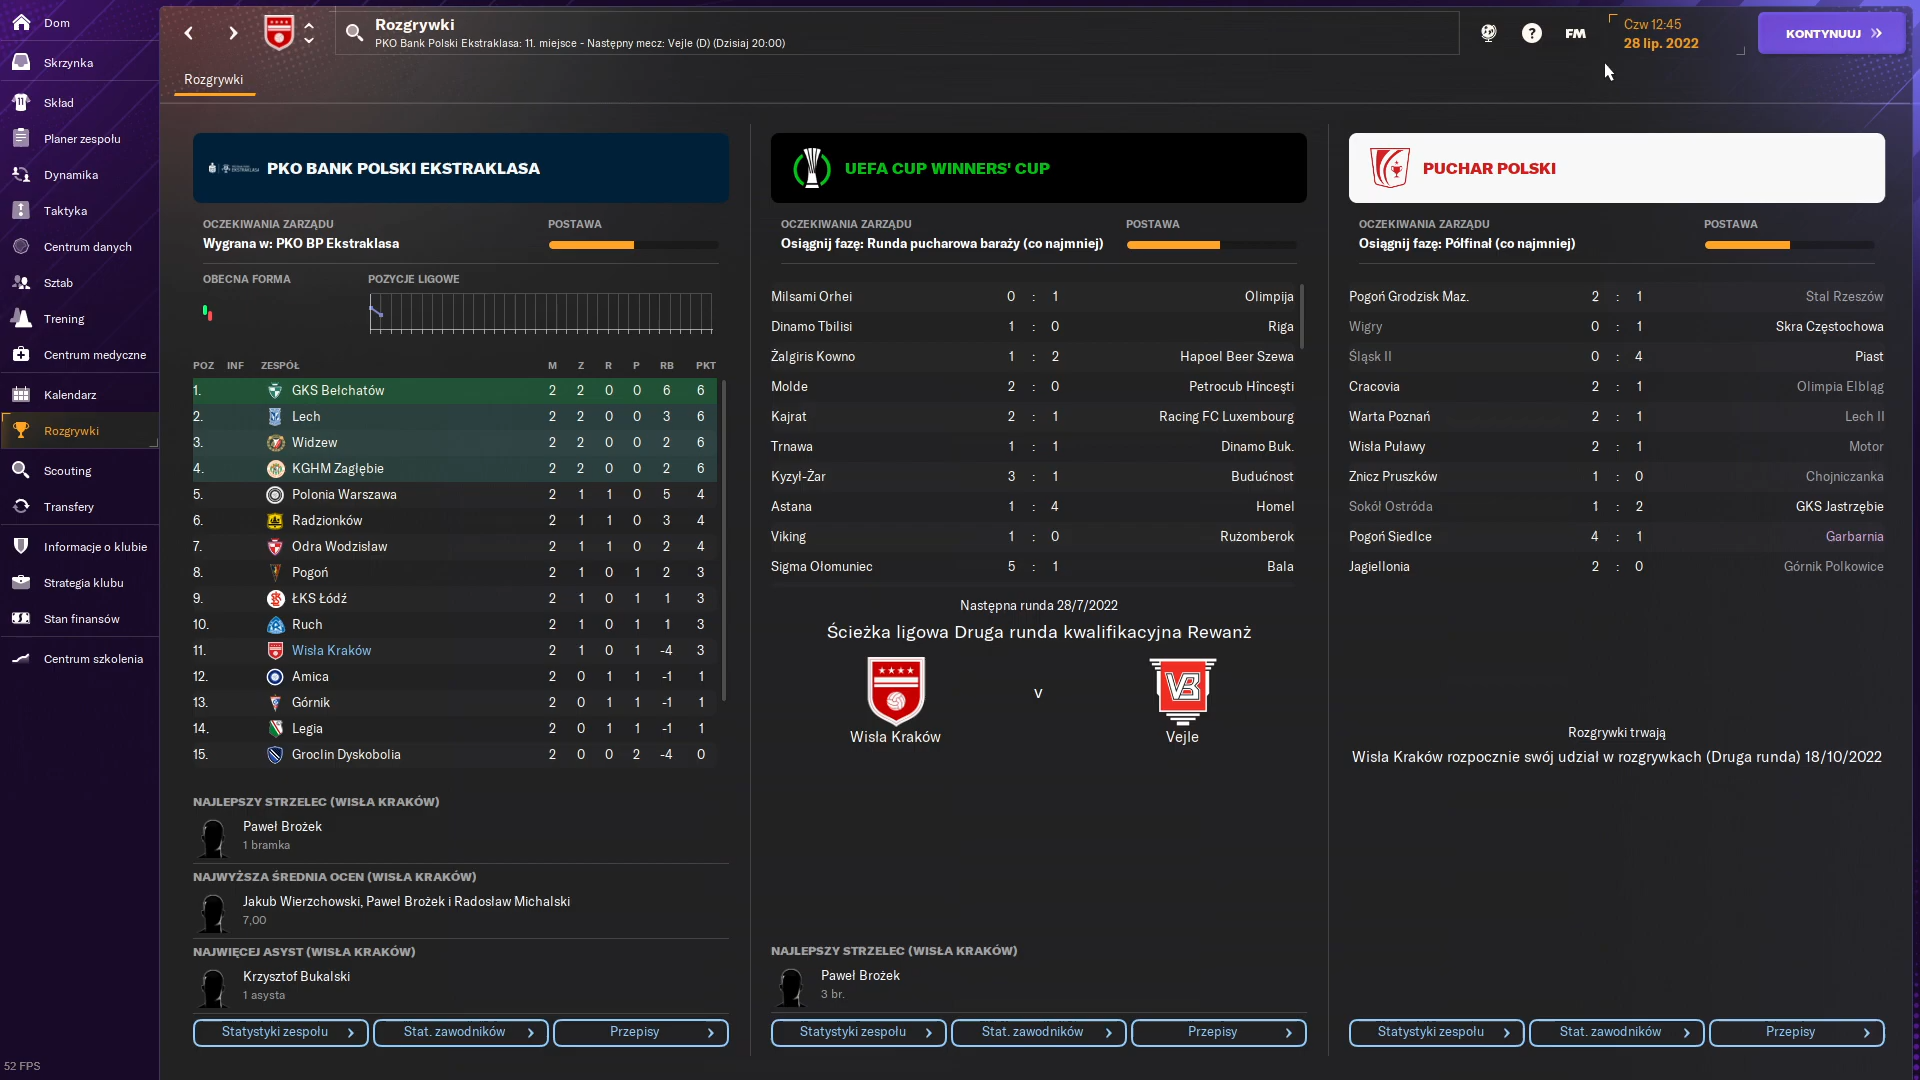 Dom
Skrzynka
Skład
Planer zespołu
Dynamika
Taktyka
Centrum danych
Sztab
Trening
Centrum medyczne
Kalendarz
Rozgrywki
Scouting
Transfery
Informacje o klubie
Strategia klubu
Stan finansów
Centrum szkolenia
52 FPS
Rozgrywki
PKO Bank Polski Ekstraklasa: 11. miejsce - Następny mecz: Vejle (D) (Dzisiaj 20:00)
FM
Czw 12:45
28 lip. 2022
KONTYNUUJ
Rozgrywki
PKO BANK POLSKI EKSTRAKLASA
OCZEKIWANIA ZARZĄDU POSTAWA
Wygrana w: PKO BP Ekstraklasa
OBECNA FORMA POZYCJE LIGOWE
POZ INF ZESPÓŁ M Z R P RB PKT
1. GKS Bełchatów 2 2 0 0 6 6
2. Lech 2 2 0 0 3 6
3. Widzew 2 2 0 0 2 6
4. KGHM Zagłębie 2 2 0 0 2 6
5. Polonia Warszawa 2 1 1 0 5 4
6. Radzionków 2 1 1 0 3 4
7. Odra Wodzisław 2 1 1 0 2 4
8. Pogoń 2 1 0 1 2 3
9. ŁKS Łódź 2 1 0 1 1 3
10. Ruch 2 1 0 1 1 3
11. Wisła Kraków 2 1 0 1 -4 3
12. Amica 2 0 1 1 -1 1
13. Górnik 2 0 1 1 -1 1
14. Legia 2 0 1 1 -1 1
15. Groclin Dyskobolia 2 0 0 2 -4 0
NAJLEPSZY STRZELEC (WISŁA KRAKÓW)
Paweł Brożek
1 bramka
NAJWYŻSZA ŚREDNIA OCEN (WISŁA KRAKÓW)
Jakub Wierzchowski, Paweł Brożek i Radosław Michalski
7,00
NAJWIĘCEJ ASYST (WISŁA KRAKÓW)
Krzysztof Bukalski
1 asysta
Statystyki zespołu Stat. zawodników Przepisy
UEFA CUP WINNERS' CUP
OCZEKIWANIA ZARZĄDU POSTAWA
Osiągnij fazę: Runda pucharowa baraży (co najmniej)
Milsami Orhei 0 : 1 Olimpija
Dinamo Tbilisi 1 : 0 Riga
Żalgiris Kowno 1 : 2 Hapoel Beer Szewa
Molde 2 : 0 Petrocub Hîncești
Kajrat 2 : 1 Racing FC Luxembourg
Trnawa 1 : 1 Dinamo Buk.
Kyzył-Żar 3 : 1 Budućnost
Astana 1 : 4 Homel
Viking 1 : 0 Rużomberok
Sigma Ołomuniec 5 : 1 Bala
Następna runda 28/7/2022
Ścieżka ligowa Druga runda kwalifikacyjna Rewanż
v
VB
Wisła Kraków Vejle
NAJLEPSZY STRZELEC (WISŁA KRAKÓW)
Paweł Brożek
3 br.
Statystyki zespołu Stat. zawodników Przepisy
PUCHAR POLSKI
OCZEKIWANIA ZARZĄDU POSTAWA
Osiągnij fazę: Półfinał (co najmniej)
Pogoń Grodzisk Maz. 2 : 1 Stal Rzeszów
Wigry 0 : 1 Skra Częstochowa
Śląsk II 0 : 4 Piast
Cracovia 2 : 1 Olimpia Elbląg
Warta Poznań 2 : 1 Lech II
Wisła Puławy 2 : 1 Motor
Znicz Pruszków 1 : 0 Chojniczanka
Sokół Ostróda 1 : 2 GKS Jastrzębie
Pogoń Siedlce 4 : 1 Garbarnia
Jagiellonia 2 : 0 Górnik Polkowice
Rozgrywki trwają
Wisła Kraków rozpocznie swój udział w rozgrywkach (Druga runda) 18/10/2022
Statystyki zespołu Stat. zawodników Przepisy